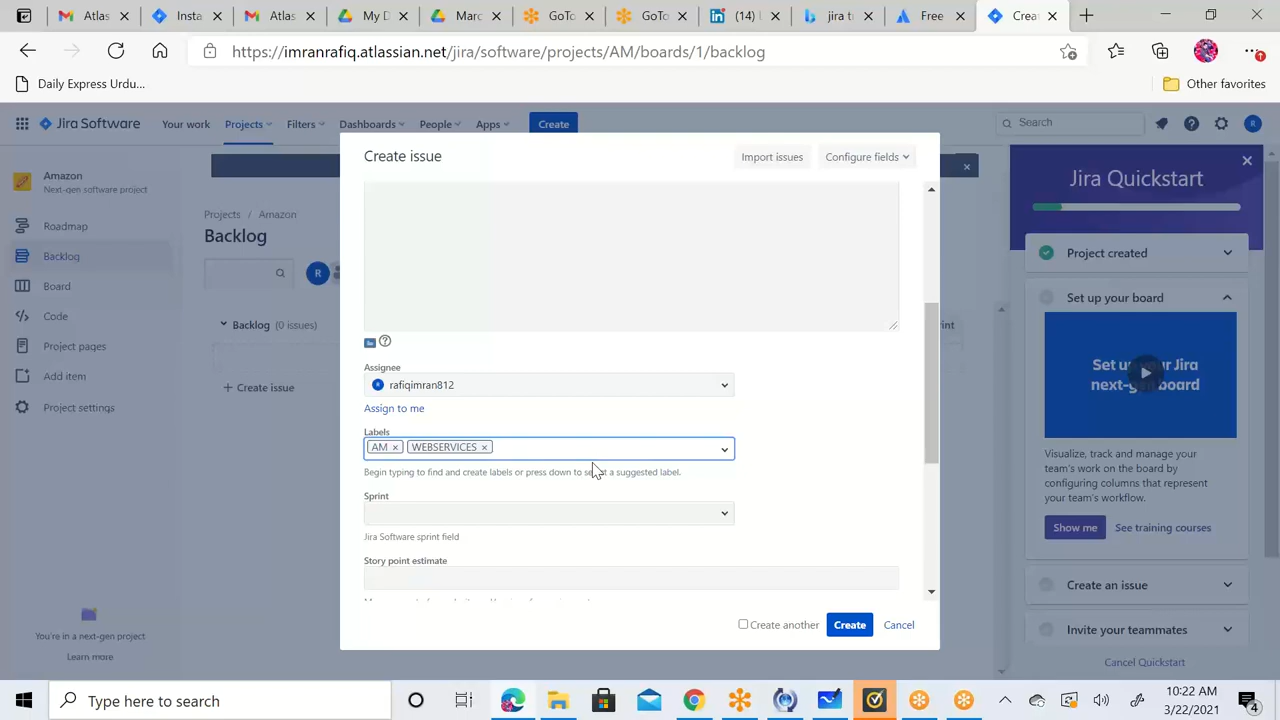 Insta
Mail
Mail
My D
Mac
GoTo
GoTo
(14)
jira tu
Free
Crea
https://imranrafiq.atlassian.net/jira/software/projects/AM/boards/1/backlog
Daily Express Urdu...
Other favorites
Jira Software
Your work
Projects
Filters
Dashboards
People
Apps
Create
Search
R
Amazon
Next-gen software project
Roadmap
Backlog
Board
Code
Project pages
Add item
Project settings
You're in a next-gen project
Learn more
Projects / Amazon
Backlog
R
Backlog (0 issues)
+ Create issue
Create issue
Import issues
Configure fields
Assignee
rafiqimran812
Assign to me
Labels
AM × WEBSERVICES ×
Begin typing to find and create labels or press down to select a suggested label.
Sprint
Jira Software sprint field
Story point estimate
Create another
Create
Cancel
Jira Quickstart
Project created
Set up your board
Set up your Jira
next-gen board
Visualize, track and manage your
team's work on the board by
configuring columns that represent
your team's workflow.
Show me
See training courses
Create an issue
Invite your teammates
Cancel Quickstart
Type here to search
10:22 AM
3/22/2021
4